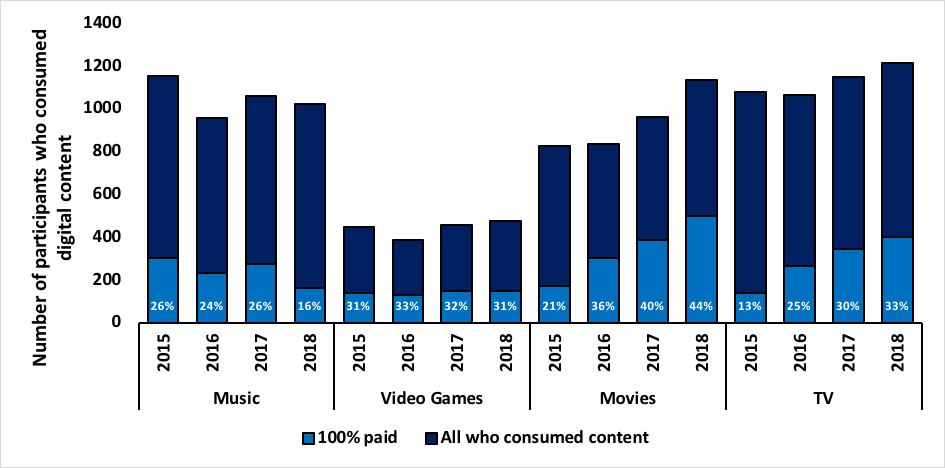 Number of participants who consumed
digital content
1400
1200
1000
800
600
400
200
0
26% 24% 26% 16% 31% 33% 32% 31% 21% 36% 40% 44% 13% 25% 30% 33%
2015 2016 2017 2018 2015 2016 2017 2018 2015 2016 2017 2018 2015 2016 2017 2018
Music Video Games Movies TV
100% paid All who consumed content